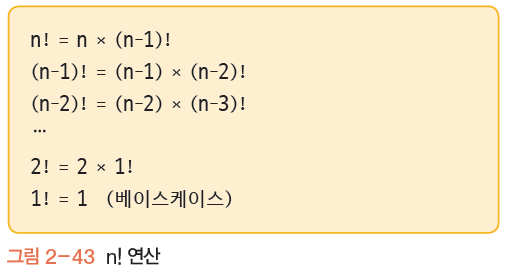 n! = n × (n-1)!
(n-1)! = (n-1) × (n-2)!
(n-2)! = (n-2) × (n-3)!
…
2! = 2 × 1!
1! = 1 (베이스케이스)
그림 2-43 n! 연산